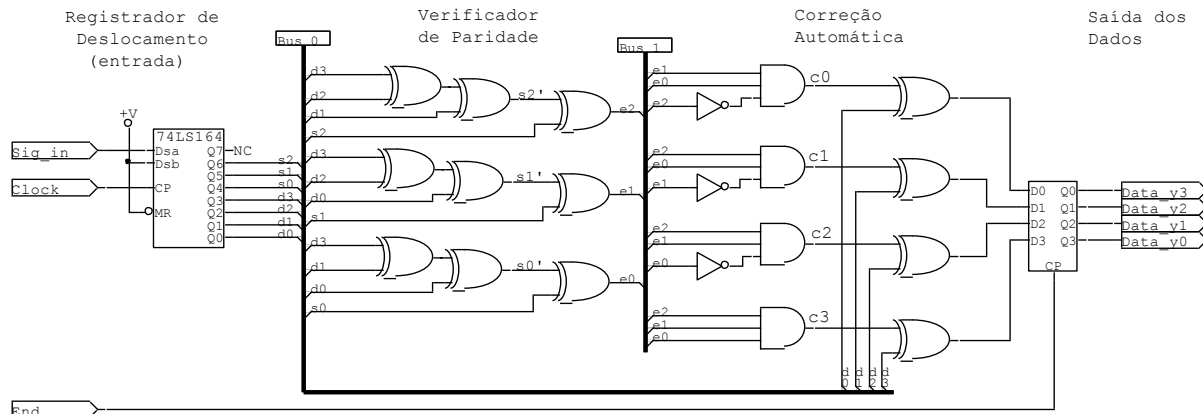 Registrador de
Deslocamento
(entrada)
Verificador
de Paridade
Correção
Automática
Saída dos
Dados
Bus_0
Bus_1
+V
74LS164
Sig_in
Clock
End
Dsa
Dsb
CP
MR
Q7
Q6
Q5
Q4
Q3
Q2
Q1
Q0
NC
s2
s1
s0
d3
d2
d1
d0
d3
d2
d1
s2
s2'
e2
d3
d2
d0
s1
s1'
e1
d3
d1
d0
s0
s0'
e0
e1
e0
e2
c0
e2
e0
e1
c1
e2
e1
e0
c2
e2
e1
e0
c3
d0
d1
d2
d3
D0 Q0
D1 Q1
D2 Q2
D3 Q3
CP
Data_y3
Data_y2
Data_y1
Data_y0